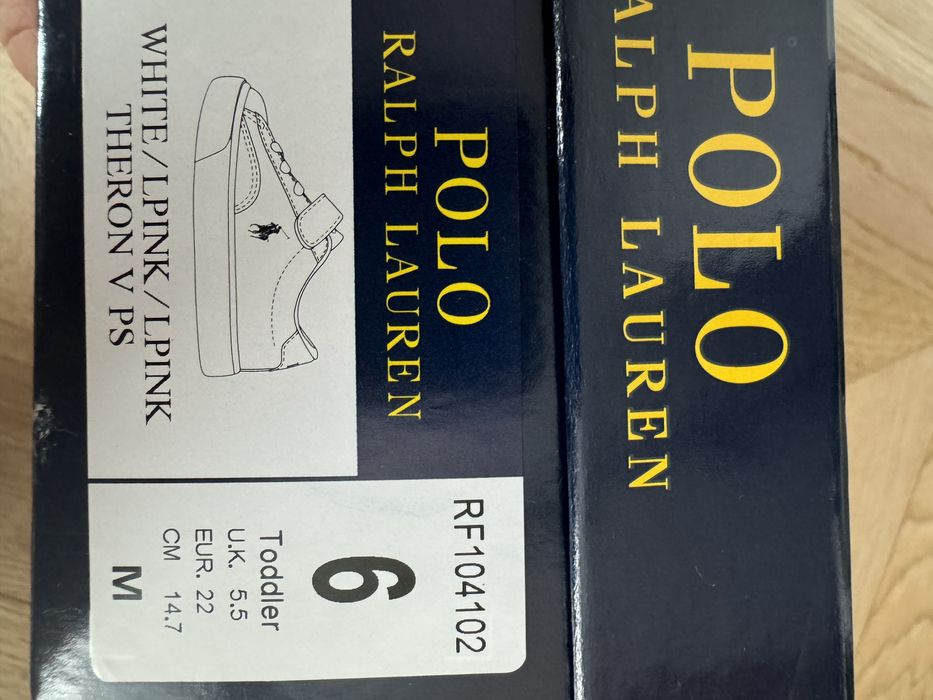 POLO
RALPH LAUREN
POLO
RALPH LAUREN
WHITE/LPINK/LPINK
THERON V PS
RF104102
6
Toddler
U.K. 5.5
EUR. 22
CM 14.7
M